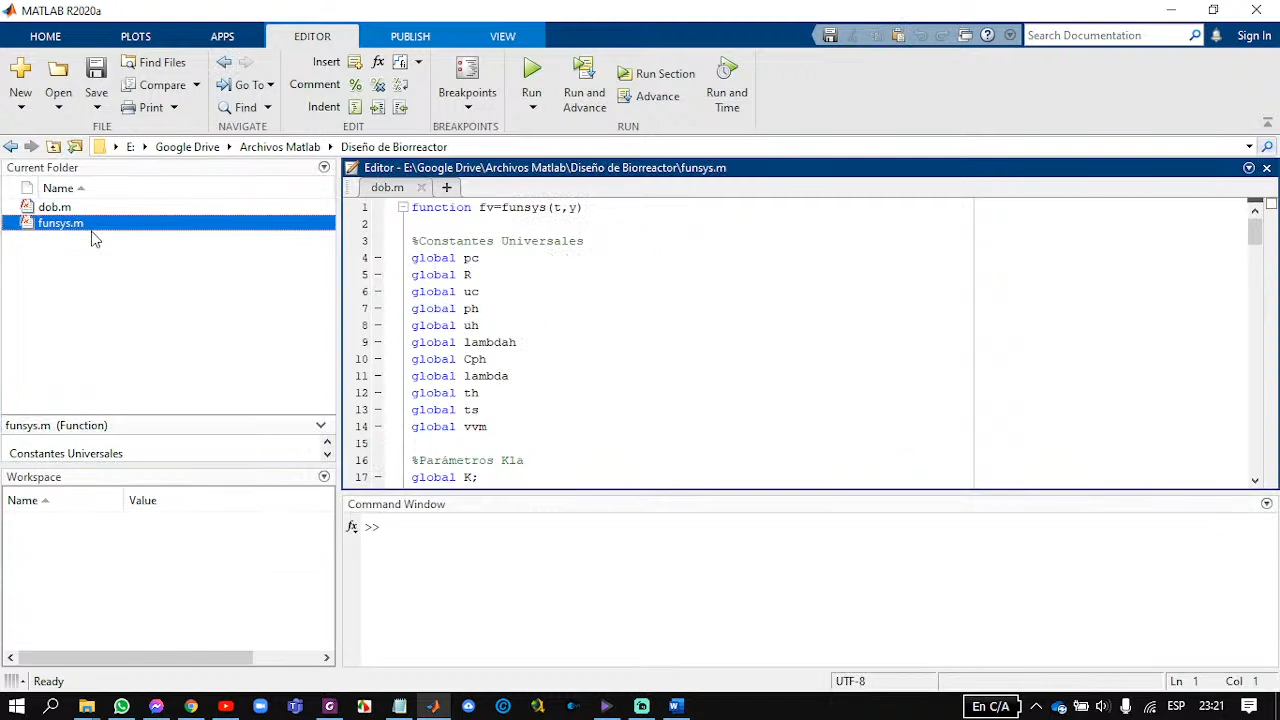 MATLAB R2020a
HOME PLOTS APPS EDITOR PUBLISH VIEW Search Documentation Sign In
New Open Save Find Files Compare Print
Go To Find
Insert Comment Indent
Breakpoints
Run Run and Advance Run Section Advance Run and Time
FILE NAVIGATE EDIT BREAKPOINTS RUN
E: Google Drive Archivos Matlab Diseño de Biorreactor
Current Folder
Name
dob.m
funsys.m
funsys.m (Function)
Constantes Universales
Workspace
Name Value
Editor - E:\Google Drive\Archivos Matlab\Diseño de Biorreactor\funsys.m
dob.m
1 function fv=funsys(t,y)
2
3 %Constantes Universales
4 global pc
5 global R
6 global uc
7 global ph
8 global uh
9 global lambdah
10 global Cph
11 global lambda
12 global th
13 global ts
14 global vvm
15
16 %Parámetros Kla
17 global K;
Command Window
fx >>
Ready UTF-8 Ln 1 Col 1
En C/A ESP 23:21